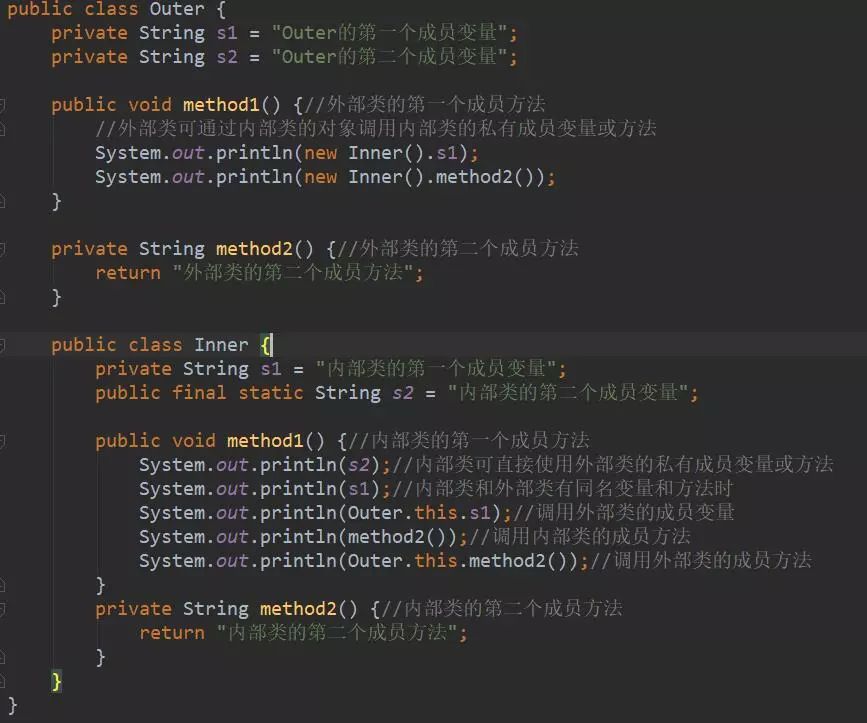 public class Outer {
    private String s1 = "Outer的第一个成员变量";
    private String s2 = "Outer的第二个成员变量";
    public void method1() {//外部类的第一个成员方法
        //外部类可通过内部类的对象调用内部类的私有成员变量或方法
        System.out.println(new Inner().s1);
        System.out.println(new Inner().method2());
    }
    private String method2() {//外部类的第二个成员方法
        return "外部类的第二个成员方法";
    }
    public class Inner {
        private String s1 = "内部类的第一个成员变量";
        public final static String s2 = "内部类的第二个成员变量";
        public void method1() {//内部类的第一个成员方法
            System.out.println(s2);//内部类可直接使用外部类的私有成员变量或方法
            System.out.println(s1);//内部类和外部类有同名变量和方法时
            System.out.println(Outer.this.s1);//调用外部类的成员变量
            System.out.println(method2());//调用内部类的成员方法
            System.out.println(Outer.this.method2());//调用外部类的成员方法
        }
        private String method2() {//内部类的第二个成员方法
            return "内部类的第二个成员方法";
        }
    }
}